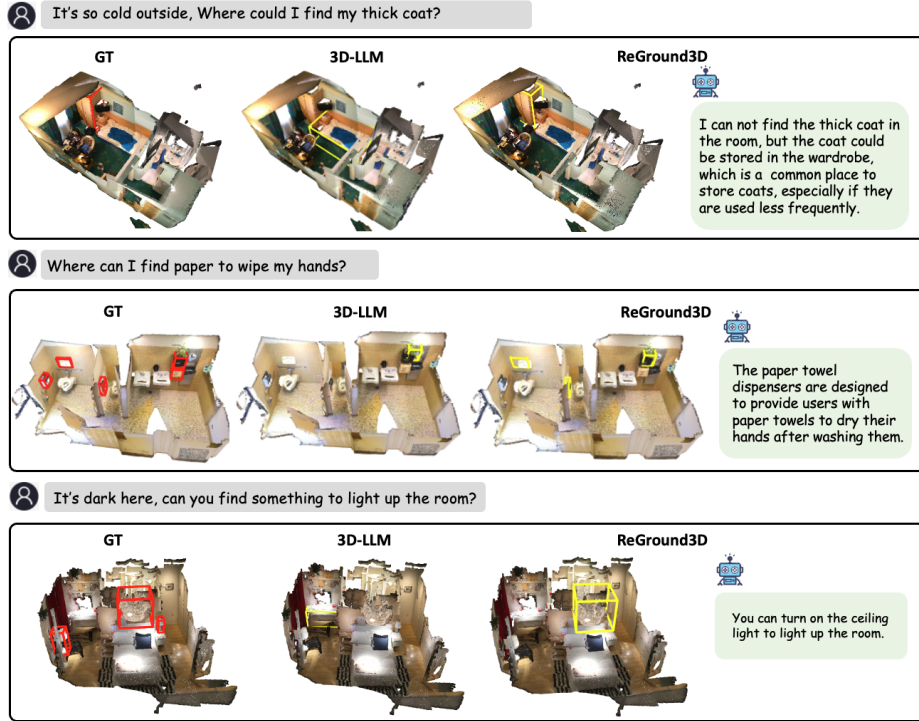 It's so cold outside, Where could I find my thick coat?
GT
3D-LLM
ReGround3D
I can not find the thick coat in
the room, but the coat could
be stored in the wardrobe,
which is a common place to
store coats, especially if they
are used less frequently.
Where can I find paper to wipe my hands?
GT
3D-LLM
ReGround3D
The paper towel
dispensers are designed
to provide users with
paper towels to dry their
hands after washing them.
It's dark here, can you find something to light up the room?
GT
3D-LLM
ReGround3D
You can turn on the ceiling
light to light up the room.